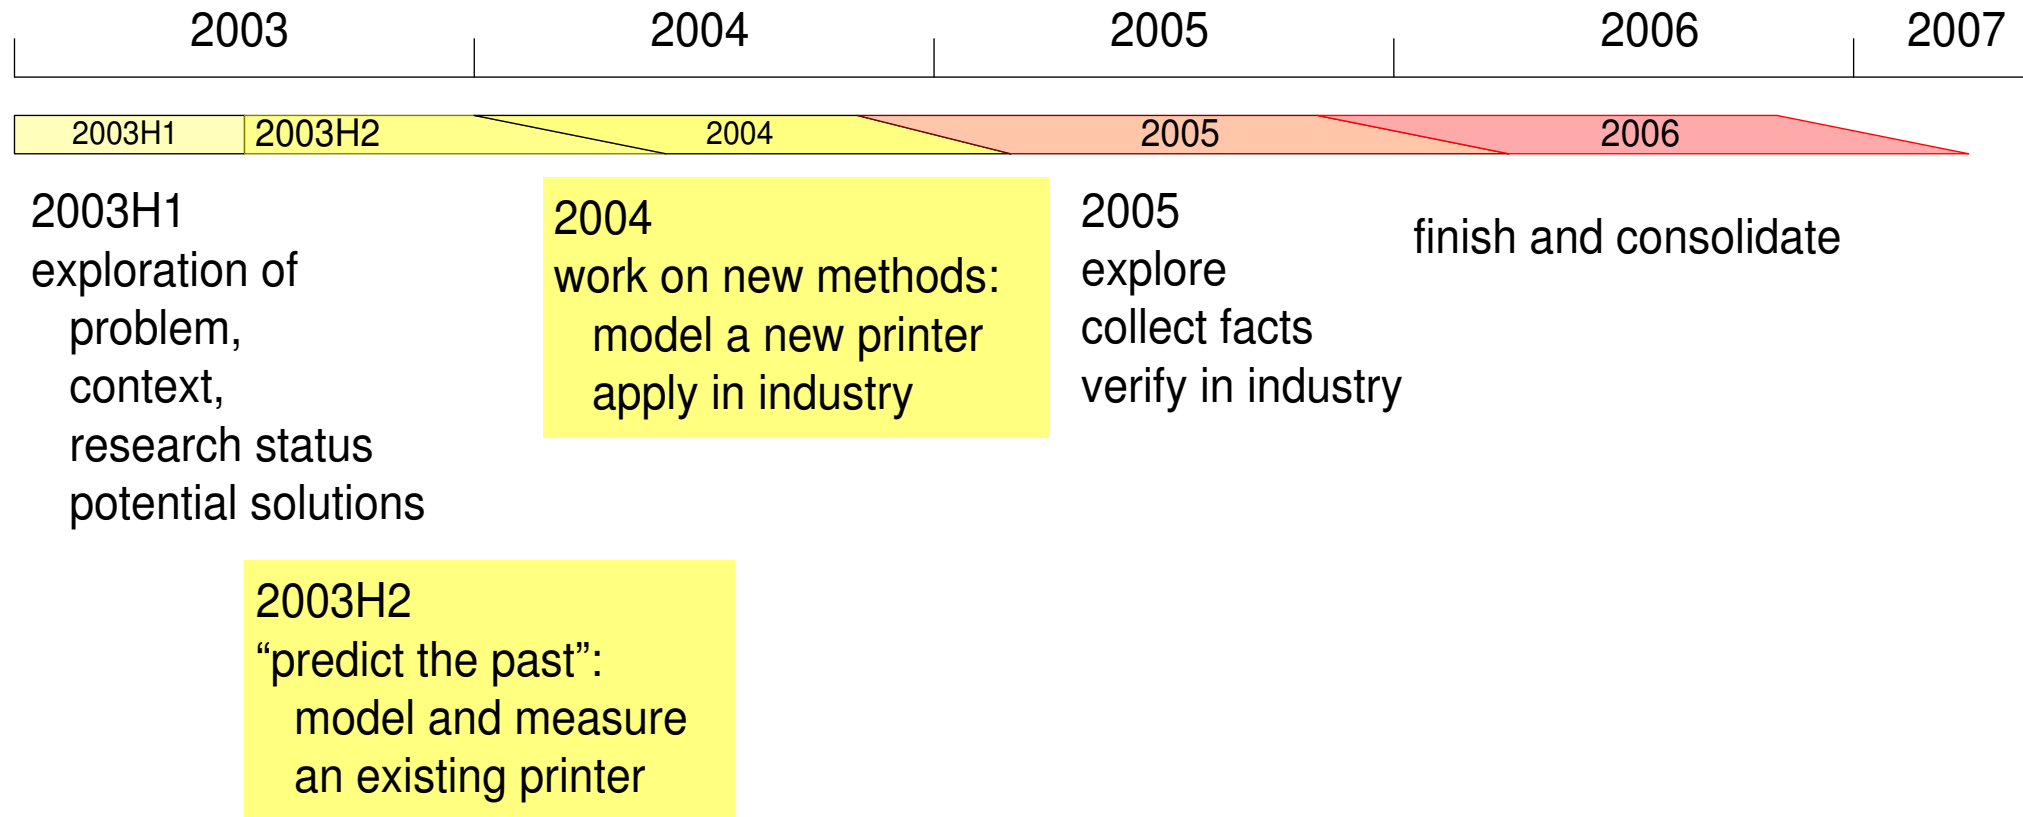 2003 2004 2005 2006 2007
2003H1 2003H2 2004 2005 2006
2003H1
exploration of
problem,
context,
research status
potential solutions
2003H2
“predict the past”:
model and measure
an existing printer
2004
work on new methods:
model a new printer
apply in industry
2005
explore
collect facts
verify in industry
finish and consolidate